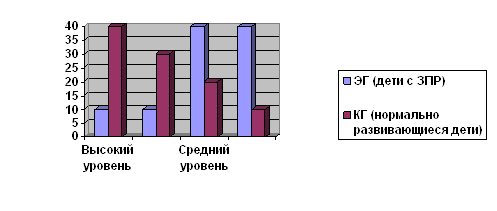 40
35
30
25
20
15
10
5
0
Высокий
уровень
Средний
уровень
ЭГ (дети с ЗПР)
КГ (нормально
развивающиеся дети)